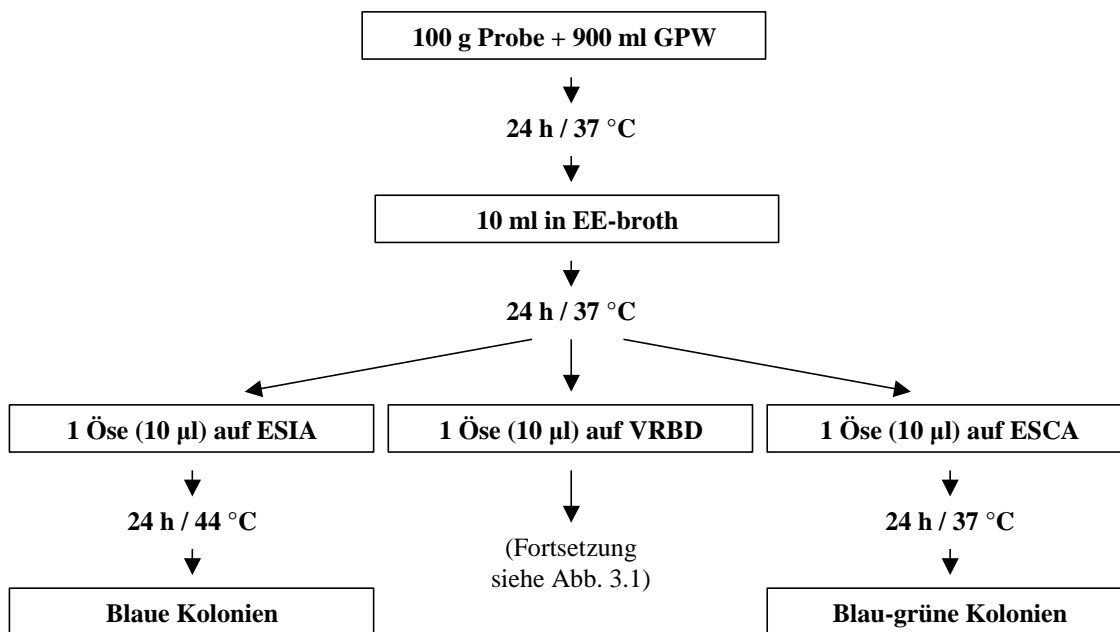 100 g Probe + 900 ml GPW
24 h / 37 °C
10 ml in EE-broth
24 h / 37 °C
1 Öse (10 µl) auf ESIA
1 Öse (10 µl) auf VRBD
1 Öse (10 µl) auf ESCA
24 h / 44 °C
(Fortsetzung
siehe Abb. 3.1)
24 h / 37 °C
Blaue Kolonien
Blau-grüne Kolonien